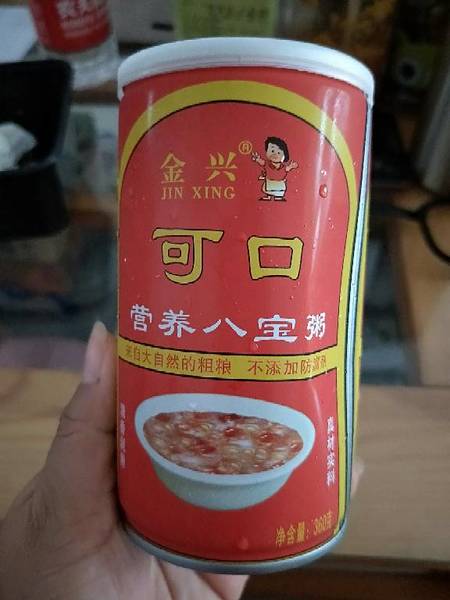 金兴®
JIN XING
可口
营养八宝粥
来自大自然的粗粮 不添加防腐剂
真材实料
净含量:360克